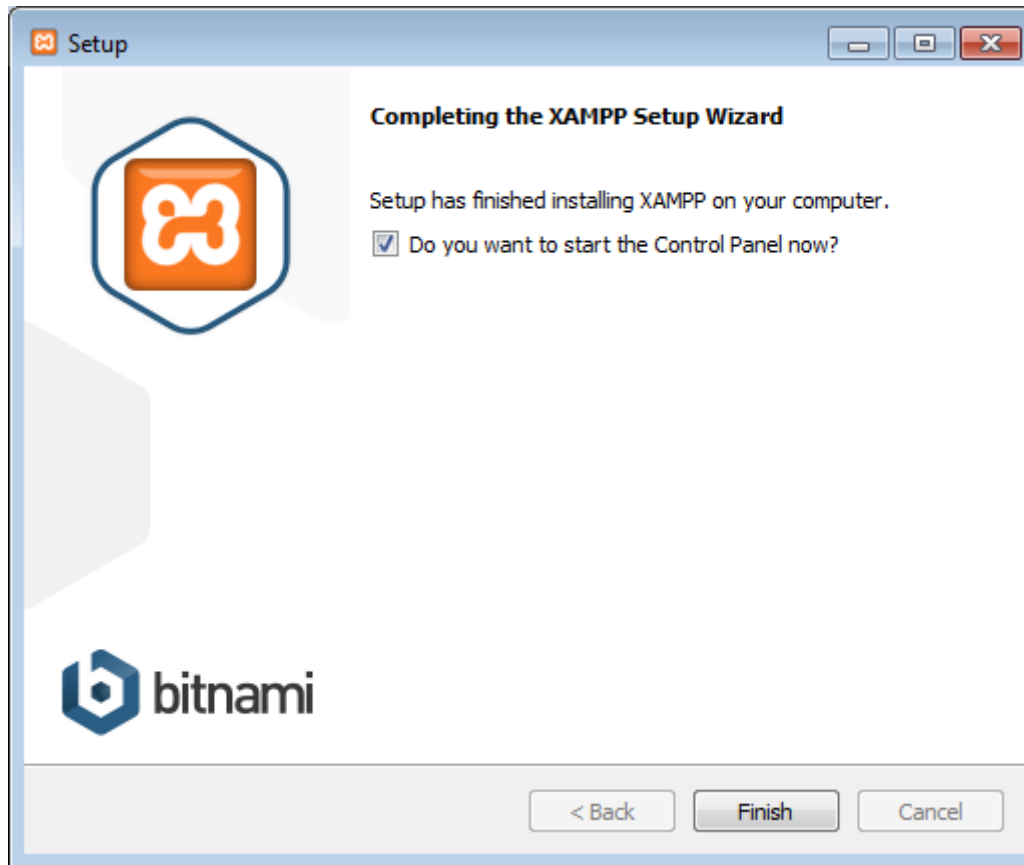 Setup
Completing the XAMPP Setup Wizard
Setup has finished installing XAMPP on your computer.
Do you want to start the Control Panel now?
bitnami
< Back
Finish
Cancel